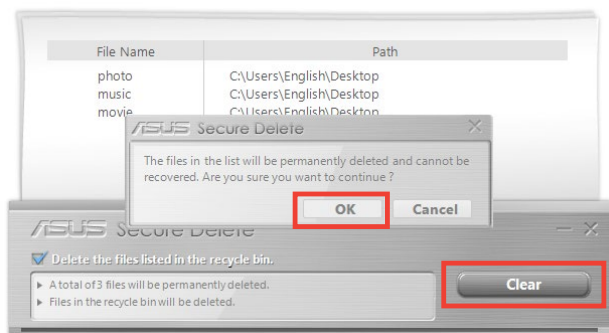 File Name Path
photo C:\Users\English\Desktop
music C:\Users\English\Desktop
movie C:\Users\English\Desktop
ASUS Secure Delete
The files in the list will be permanently deleted and cannot be
recovered. Are you sure you want to continue ?
OK Cancel
ASUS Secure Delete
Delete the files listed in the recycle bin.
A total of 3 files will be permanently deleted.
Files in the recycle bin will be deleted.
Clear